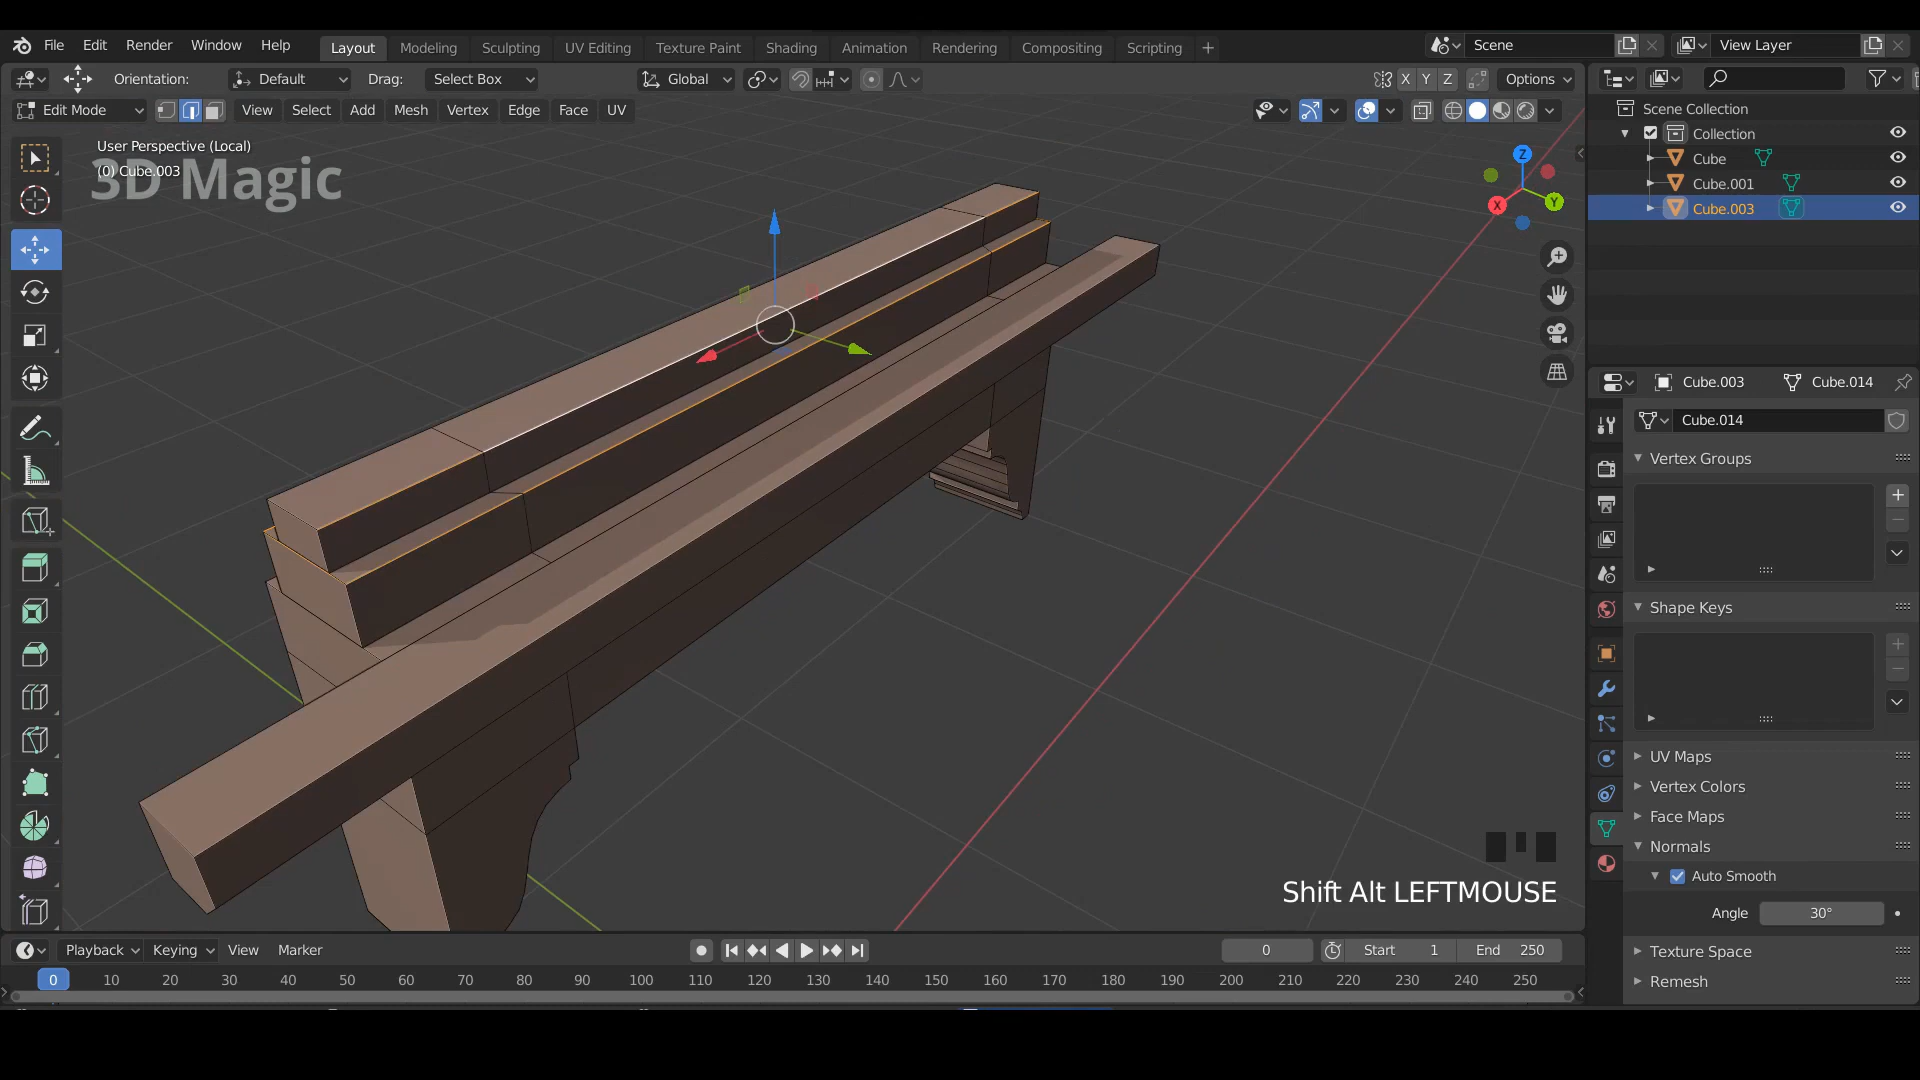 File Edit Render Window Help Layout Modeling Sculpting UV Editing Texture Paint Shading Animation Rendering Compositing Scripting + Scene View Layer
Orientation: Default Drag: Select Box Global X Y Z Options
Edit Mode View Select Add Mesh Vertex Edge Face UV
User Perspective (Local)
(0) Cube.003
3D Magic
Z
Y
X
Scene Collection
Collection
Cube
Cube.001
Cube.003
Cube.003 Cube.014
Cube.014
Vertex Groups
Shape Keys
UV Maps
Vertex Colors
Face Maps
Normals
Auto Smooth
Angle 30°
Texture Space
Remesh
Shift Alt LEFTMOUSE
Playback Keying View Marker 0 Start 1 End 250
0 10 20 30 40 50 60 70 80 90 100 110 120 130 140 150 160 170 180 190 200 210 220 230 240 250